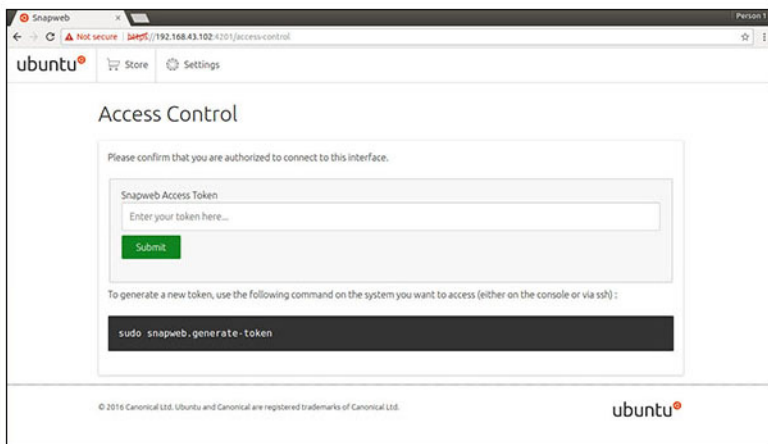 Snapweb
Person 1
Not secure https://192.168.43.102:4201/access-control
ubuntu Store Settings
Access Control
Please confirm that you are authorized to connect to this interface.
Snapweb Access Token
Enter your token here...
Submit
To generate a new token, use the following command on the system you want to access (either on the console or via ssh) :
sudo snapweb.generate-token
© 2016 Canonical Ltd. Ubuntu and Canonical are registered trademarks of Canonical Ltd.
ubuntu